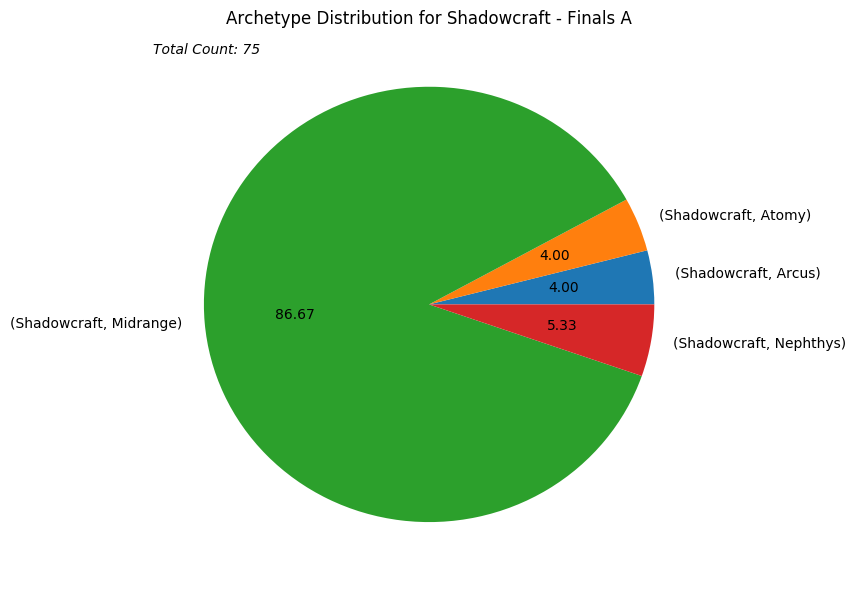 Archetype Distribution for Shadowcraft - Finals A
Total Count: 75
(Shadowcraft, Atomy)
4.00
(Shadowcraft, Arcus)
4.00
86.67
(Shadowcraft, Midrange)
5.33
(Shadowcraft, Nephthys)